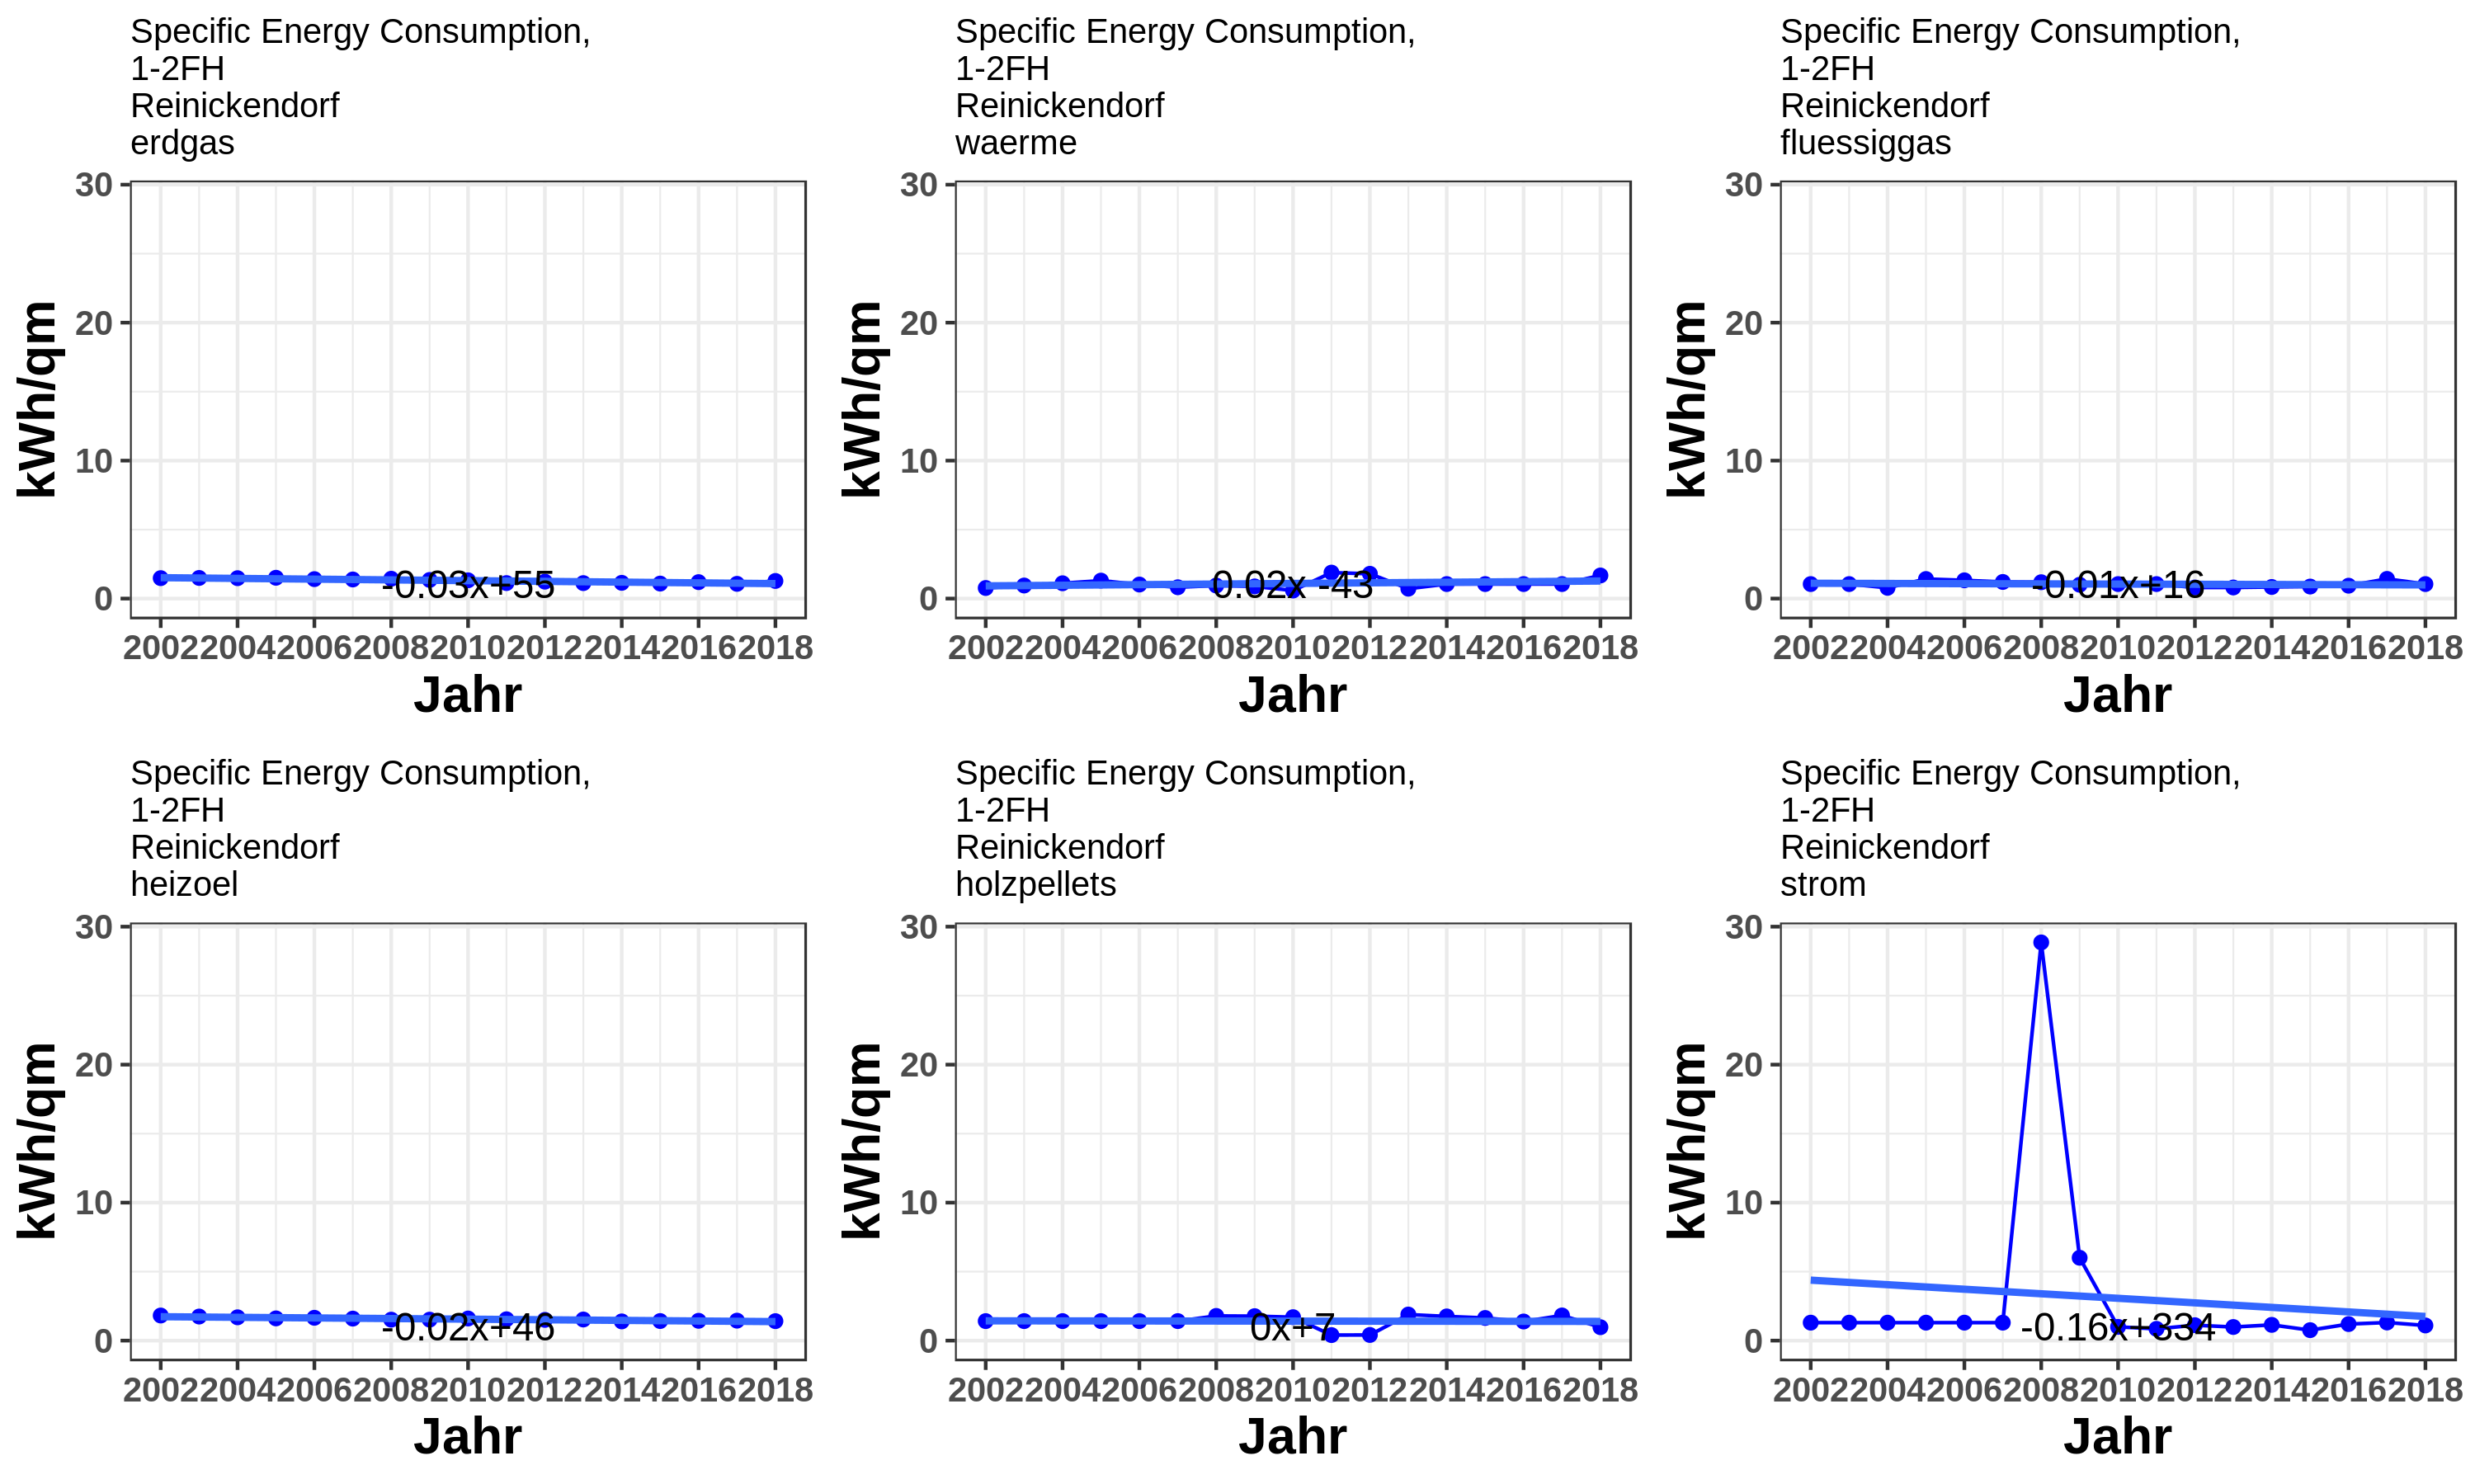 Specific Energy Consumption,
1-2FH
Reinickendorf
erdgas
30
20
10
0
kWh/qm
-0.03x+55
2002 2004 2006 2008 2010 2012 2014 2016 2018
Jahr
Specific Energy Consumption,
1-2FH
Reinickendorf
waerme
30
20
10
0
kWh/qm
0.02x -43
2002 2004 2006 2008 2010 2012 2014 2016 2018
Jahr
Specific Energy Consumption,
1-2FH
Reinickendorf
fluessiggas
30
20
10
0
kWh/qm
-0.01x+16
2002 2004 2006 2008 2010 2012 2014 2016 2018
Jahr
Specific Energy Consumption,
1-2FH
Reinickendorf
heizoel
30
20
10
0
kWh/qm
-0.02x+46
2002 2004 2006 2008 2010 2012 2014 2016 2018
Jahr
Specific Energy Consumption,
1-2FH
Reinickendorf
holzpellets
30
20
10
0
kWh/qm
0x+7
2002 2004 2006 2008 2010 2012 2014 2016 2018
Jahr
Specific Energy Consumption,
1-2FH
Reinickendorf
strom
30
20
10
0
kWh/qm
-0.16x+334
2002 2004 2006 2008 2010 2012 2014 2016 2018
Jahr